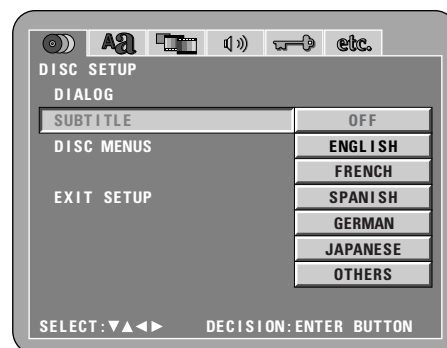 Aa etc.
DISC SETUP
DIALOG
SUBTITLE OFF
DISC MENUS ENGLISH
FRENCH
EXIT SETUP SPANISH
GERMAN
JAPANESE
OTHERS
SELECT:▼▲◀▶ DECISION:ENTER BUTTON